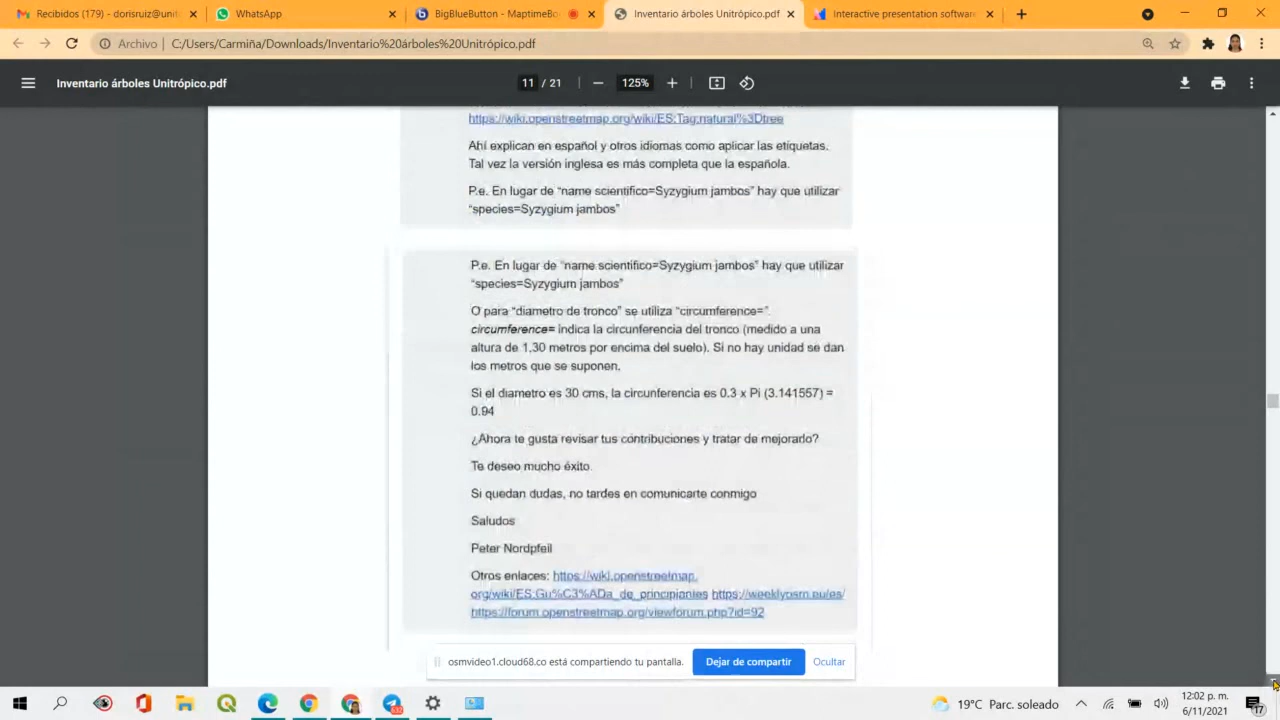 Recibidos (179) - dorisruiz@unit
WhatsApp
BigBlueButton - MaptimeBo
Inventario árboles Unitrópico.pdf
Interactive presentation software
Archivo | C:/Users/Carmiña/Downloads/Inventario%20árboles%20Unitrópico.pdf
Inventario árboles Unitrópico.pdf
11 / 21
125%
https://wiki.openstreetmap.org/wiki/ES:Tag:natural%3Dtree
Ahí explican en español y otros idiomas como aplicar las etiquetas.
Tal vez la versión inglesa es más completa que la española.
P.e. En lugar de “name scientifico=Syzygium jambos” hay que utilizar
“species=Syzygium jambos”
P.e. En lugar de “name scientifico=Syzygium jambos” hay que utilizar
“species=Syzygium jambos”
O para “diametro de tronco” se utiliza “circumference=”.
circumference= indica la circunferencia del tronco (medido a una
altura de 1,30 metros por encima del suelo). Si no hay unidad se dan
los metros que se suponen.
Si el diametro es 30 cms, la circunferencia es 0.3 x Pi (3.141557) =
0.94
¿Ahora te gusta revisar tus contribuciones y tratar de mejorado?
Te deseo mucho éxito.
Si quedan dudas, no tardes en comunicarte conmigo
Saludos
Peter Nordpfeil
Otros enlaces: https://wiki.openstreetmap.
org/wiki/ES:Gu%C3%ADa_de_principiantes https://weeklyosm.eu/es/
https://forum.openstreetmap.org/viewforum.php?id=92
osmvideo1.cloud68.co está compartiendo tu pantalla.
Dejar de compartir
Ocultar
19°C Parc. soleado
12:02 p. m.
6/11/2021
17